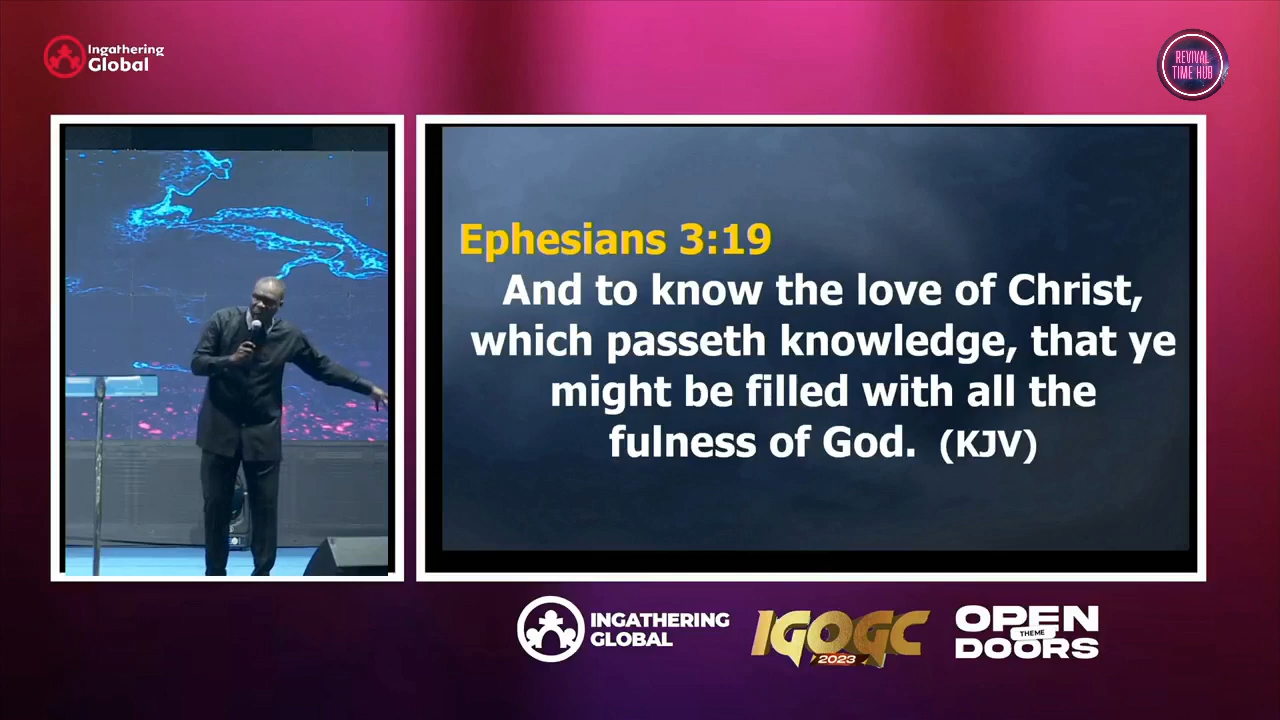 Ingathering
Global
REVIVAL
TIME HUB
Ephesians 3:19
And to know the love of Christ,
which passeth knowledge, that ye
might be filled with all the
fulness of God. (KJV)
INGATHERING
GLOBAL
IGOGC
2023
OPEN
THEME
DOORS